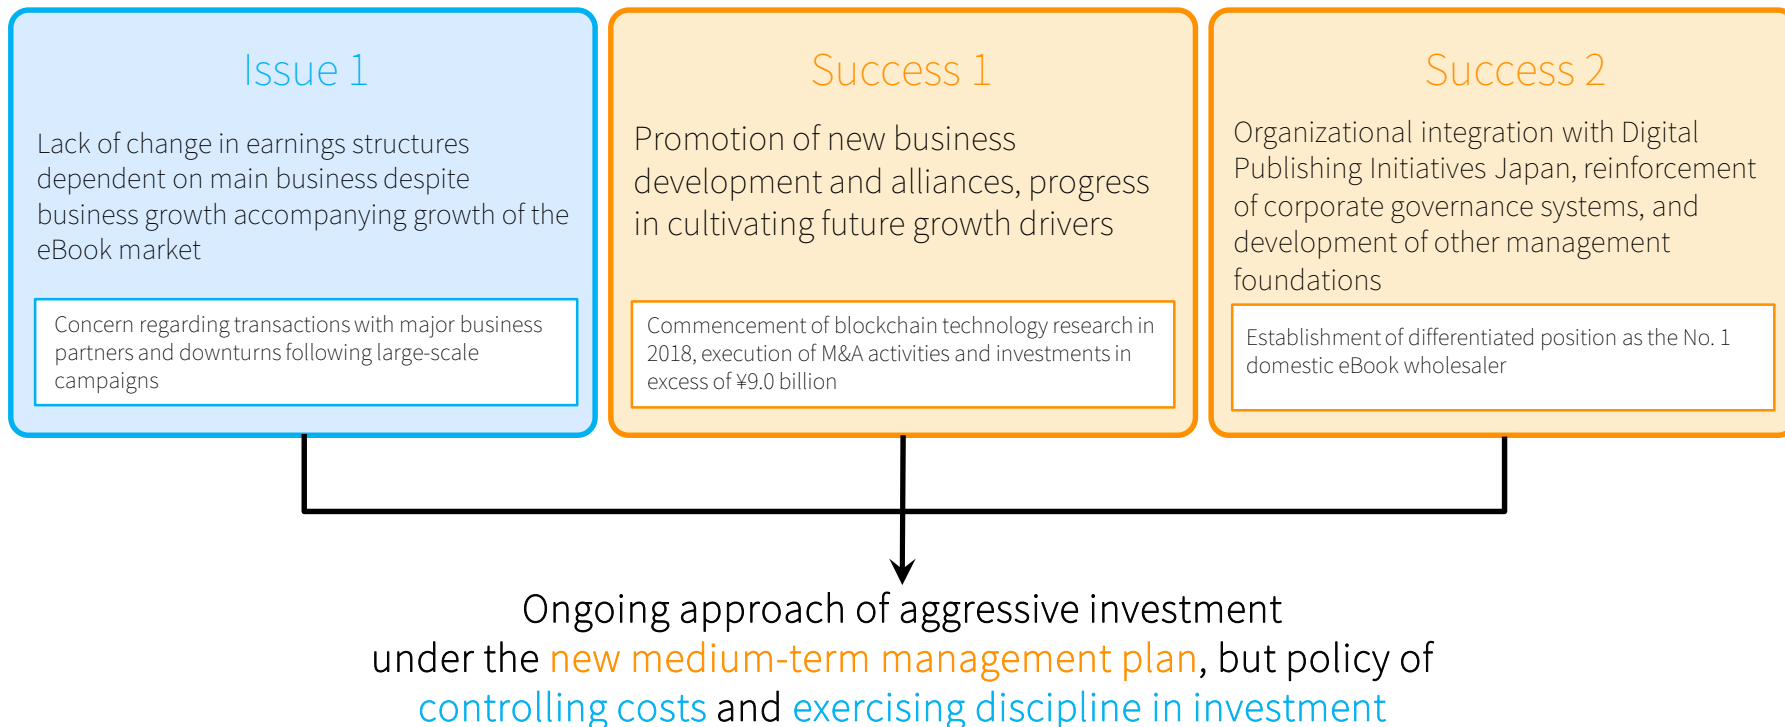 Issue 1
Lack of change in earnings structures
dependent on main business despite
business growth accompanying growth of the
eBook market
Concern regarding transactions with major business
partners and downturns following large-scale
campaigns
Success 1
Promotion of new business
development and alliances, progress
in cultivating future growth drivers
Commencement of blockchain technology research in
2018, execution of M&A activities and investments in
excess of ¥9.0 billion
Success 2
Organizational integration with Digital
Publishing Initiatives Japan, reinforcement
of corporate governance systems, and
development of other management
foundations
Establishment of differentiated position as the No. 1
domestic eBook wholesaler
Ongoing approach of aggressive investment
under the new medium-term management plan, but policy of
controlling costs and exercising discipline in investment